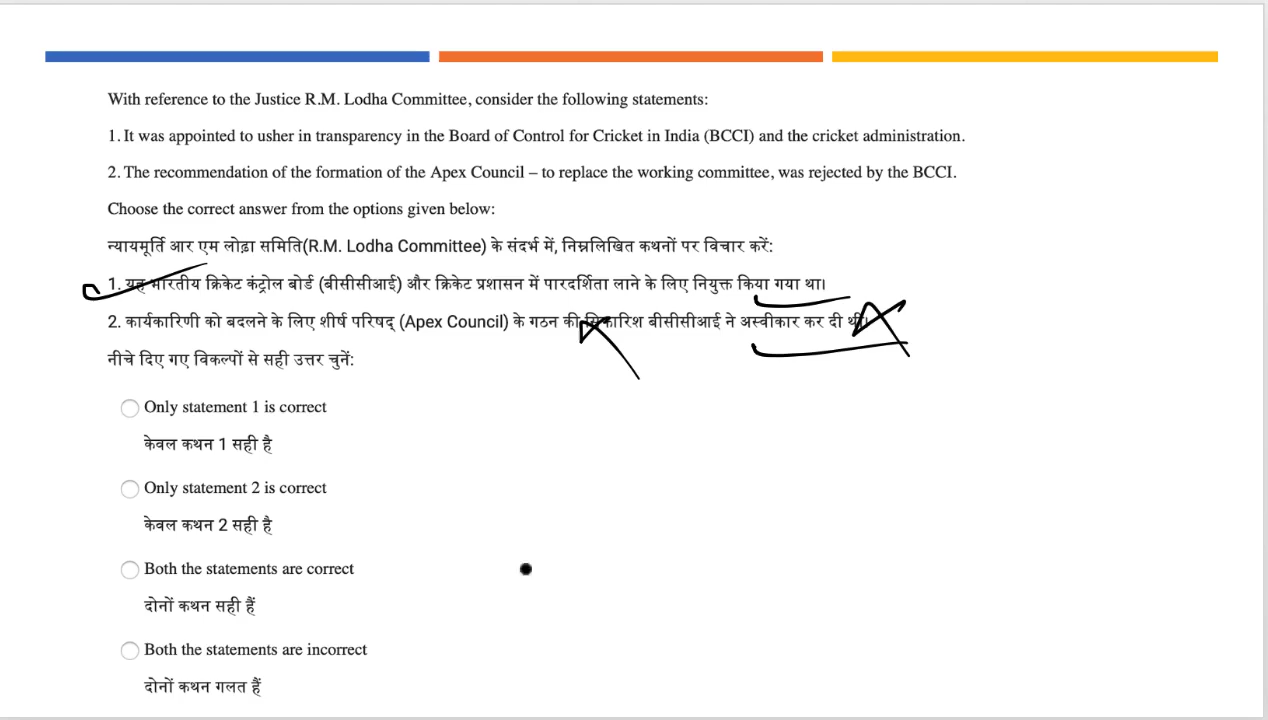 With reference to the Justice R.M. Lodha Committee, consider the following statements:
1. It was appointed to usher in transparency in the Board of Control for Cricket in India (BCCI) and the cricket administration.
2. The recommendation of the formation of the Apex Council – to replace the working committee, was rejected by the BCCI.
Choose the correct answer from the options given below:
न्यायमूर्ति आर एम लोढ़ा समिति(R.M. Lodha Committee) के संदर्भ में, निम्नलिखित कथनों पर विचार करें:
1. यह भारतीय क्रिकेट कंट्रोल बोर्ड (बीसीसीआई) और क्रिकेट प्रशासन में पारदर्शिता लाने के लिए नियुक्त किया गया था।
2. कार्यकारिणी को बदलने के लिए शीर्ष परिषद् (Apex Council) के गठन की सिफारिश बीसीसीआई ने अस्वीकार कर दी थी।
नीचे दिए गए विकल्पों से सही उत्तर चुनें:
Only statement 1 is correct
केवल कथन 1 सही है
Only statement 2 is correct
केवल कथन 2 सही है
Both the statements are correct
दोनों कथन सही हैं
Both the statements are incorrect
दोनों कथन गलत हैं